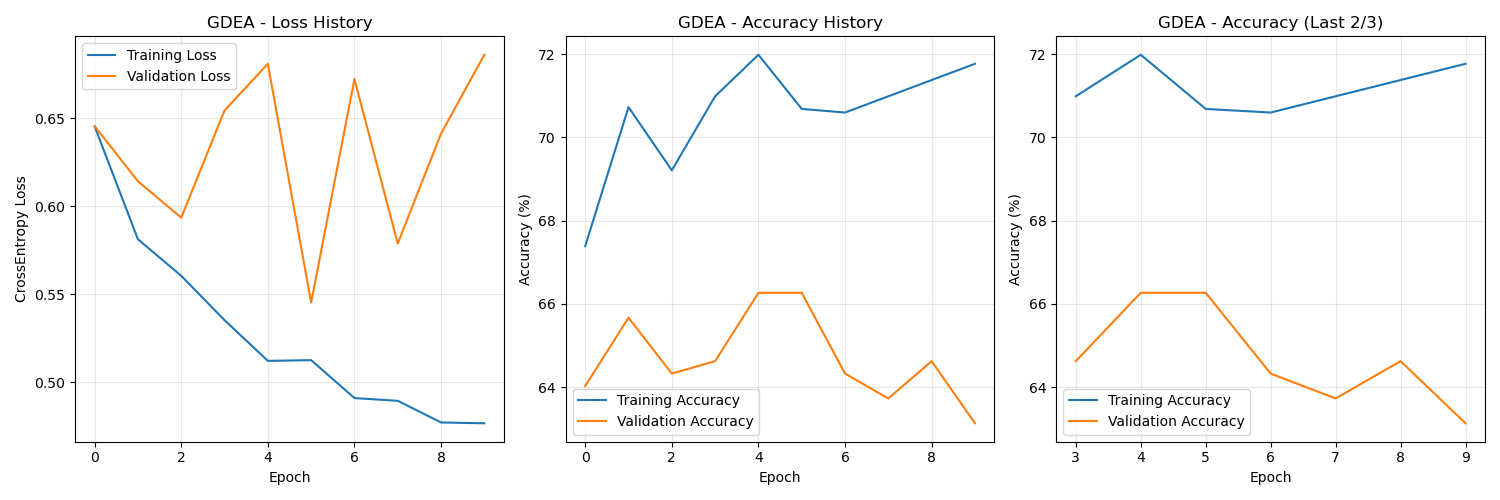 GDEA - Loss History
Training Loss
Validation Loss
CrossEntropy Loss
0.65
0.60
0.55
0.50
0 2 4 6 8
Epoch
GDEA - Accuracy History
Accuracy (%)
72
70
68
66
64
Training Accuracy
Validation Accuracy
0 2 4 6 8
Epoch
GDEA - Accuracy (Last 2/3)
Accuracy (%)
72
70
68
66
64
Training Accuracy
Validation Accuracy
3 4 5 6 7 8 9
Epoch